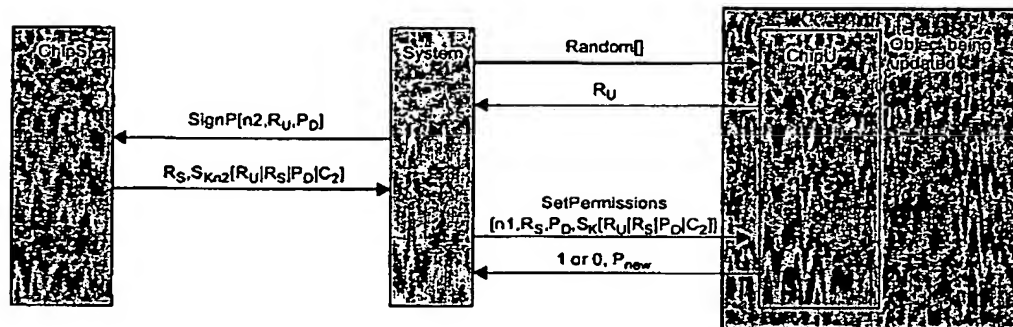 ChipS
System
ChipU
Object being
updated
Random[]
R_U
SignP[n2,R_U,P_D]
R_S,S_Kn2[R_U|R_S|P_D|C_2]
SetPermissions
[n1,R_S,P_D,S_K[R_U|R_S|P_D|C_2]]
1 or 0, P_new